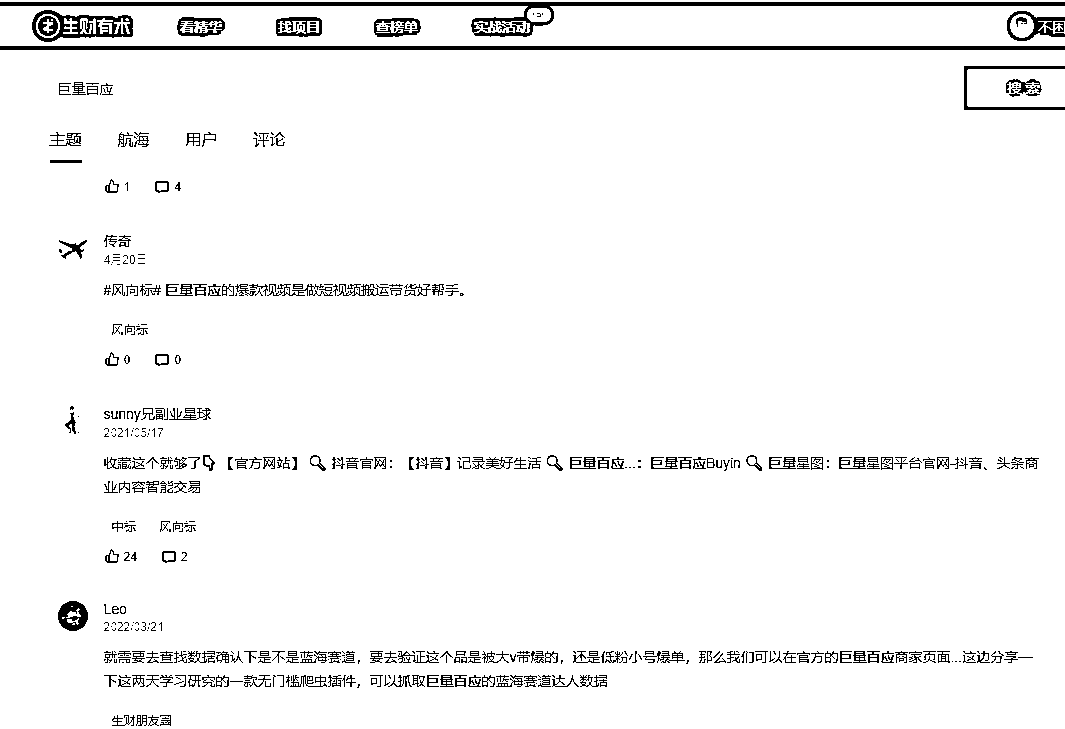 生财有术 看精华 找项目 查榜单 实战活动 不困
巨量百应 搜索
主题 航海 用户 评论
1 4
传奇
4月20日
#风向标# 巨量百应的爆款视频是做短视频搬运带货好帮手。
风向标
0 0
sunny兄副业星球
2021/05/17
收藏这个就够了👇 【官方网站】 🔍 抖音官网：【抖音】记录美好生活 🔍 巨量百应...：巨量百应Buyin 🔍 巨量星图：巨量星图平台官网-抖音、头条商
业内容智能交易
中标 风向标
24 2
Leo
2022/03/21
就需要去查找数据确认下是不是蓝海赛道，要去验证这个品是被大v带爆的，还是低粉小号爆单，那么我们可以在官方的巨量百应商家页面...这边分享一
下这两天学习研究的一款无门槛爬虫插件，可以抓取巨量百应的蓝海赛道达人数据
生财朋友圈